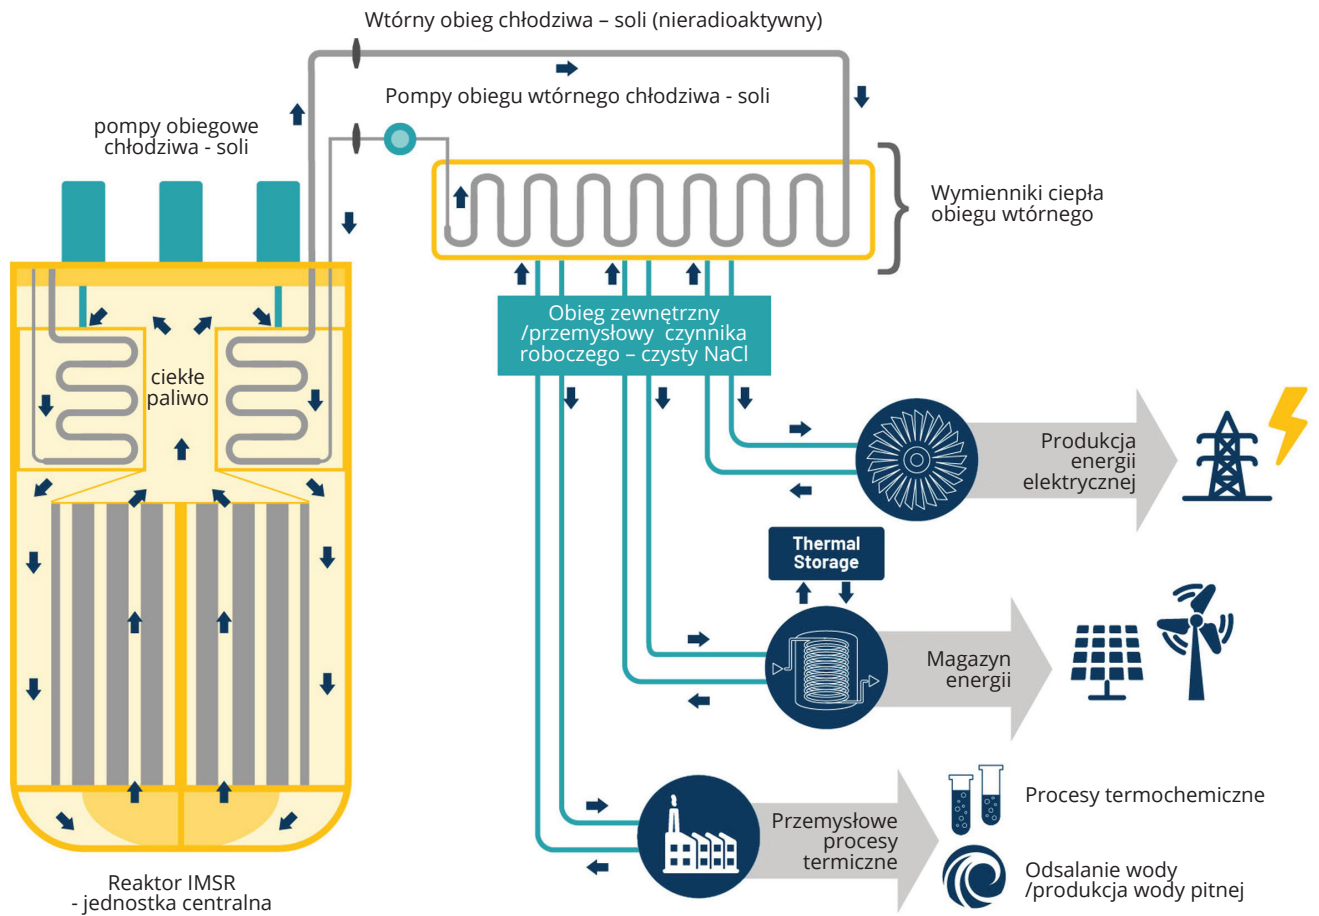 Wtórny obieg chłodziwa – soli (nieradioaktywny)
Pompy obiegu wtórnego chłodziwa - soli
pompy obiegowe
chłodziwa - soli
Wymienniki ciepła
obiegu wtórnego
Obieg zewnętrzny
/przemysłowy czynnika
roboczego – czysty NaCl
ciekłe
paliwo
Produkcja
energii
elektrycznej
Thermal
Storage
Magazyn
energii
Przemysłowe
procesy
termiczne
Procesy termochemiczne
Odsalanie wody
/produkcja wody pitnej
Reaktor IMSR
- jednostka centralna